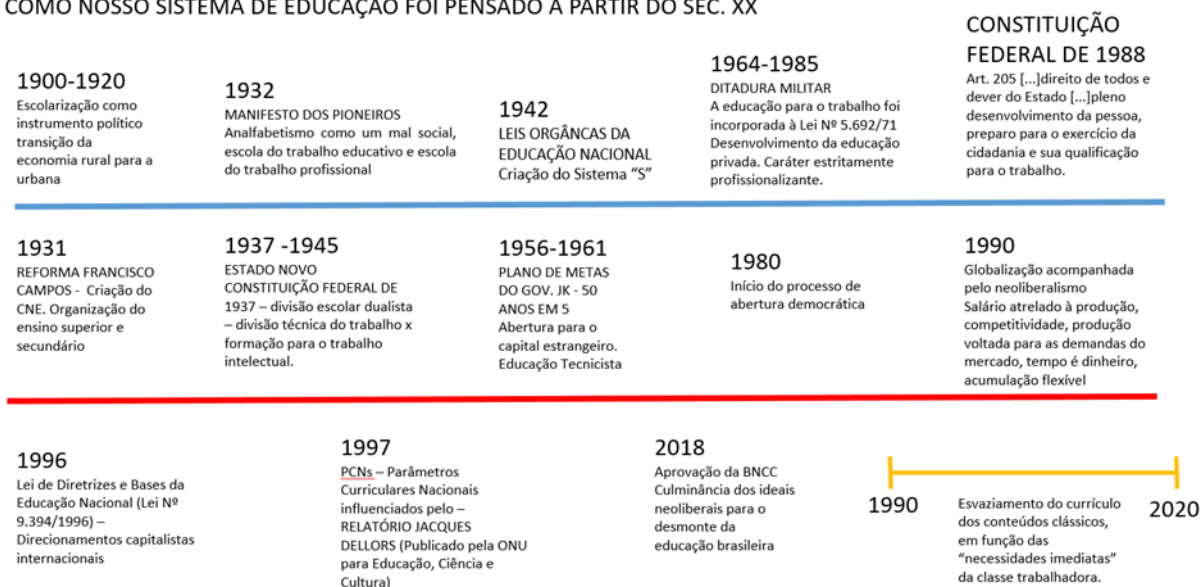 COMO NOSSO SISTEMA DE EDUCAÇÃO FOI PENSADO A PARTIR DO SÉC. XX
1900-1920
Escolarização como
instrumento político
transição da
economia rural para a
urbana
1932
MANIFESTO DOS PIONEIROS
Analfabetismo como um mal social,
escola do trabalho educativo e escola
do trabalho profissional
1942
LEIS ORGÂNCAS DA
EDUCAÇÃO NACIONAL
Criação do Sistema “S”
1964-1985
DITADURA MILITAR
A educação para o trabalho foi
incorporada à Lei Nº 5.692/71
Desenvolvimento da educação
privada. Caráter estritamente
profissionalizante.
CONSTITUIÇÃO
FEDERAL DE 1988
Art. 205 [...]direito de todos e
dever do Estado [...]pleno
desenvolvimento da pessoa,
preparo para o exercício da
cidadania e sua qualificação
para o trabalho.
1931
REFORMA FRANCISCO
CAMPOS - Criação do
CNE. Organização do
ensino superior e
secundário
1937 -1945
ESTADO NOVO
CONSTITUIÇÃO FEDERAL DE
1937 – divisão escolar dualista
– divisão técnica do trabalho x
formação para o trabalho
intelectual.
1956-1961
PLANO DE METAS
DO GOV. JK - 50
ANOS EM 5
Abertura para o
capital estrangeiro.
Educação Tecnicista
1980
Início do processo de
abertura democrática
1990
Globalização acompanhada
pelo neoliberalismo
Salário atrelado à produção,
competitividade, produção
voltada para as demandas do
mercado, tempo é dinheiro,
acumulação flexível
1996
Lei de Diretrizes e Bases da
Educação Nacional (Lei Nº
9.394/1996) –
Direcionamentos capitalistas
internacionais
1997
PCNs – Parâmetros
Curriculares Nacionais
influenciados pelo –
RELATÓRIO JACQUES
DELLORS (Publicado pela ONU
para Educação, Ciência e
Cultura)
2018
Aprovação da BNCC
Culminância dos ideais
neoliberais para o
desmonte da
educação brasileira
1990
Esvaziamento do currículo
dos conteúdos clássicos,
em função das
“necessidades imediatas”
da classe trabalhadora.
2020